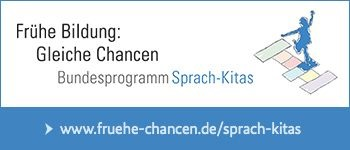 Frühe Bildung:
Gleiche Chancen
Bundesprogramm Sprach-Kitas
> www.fruehe-chancen.de/sprach-kitas